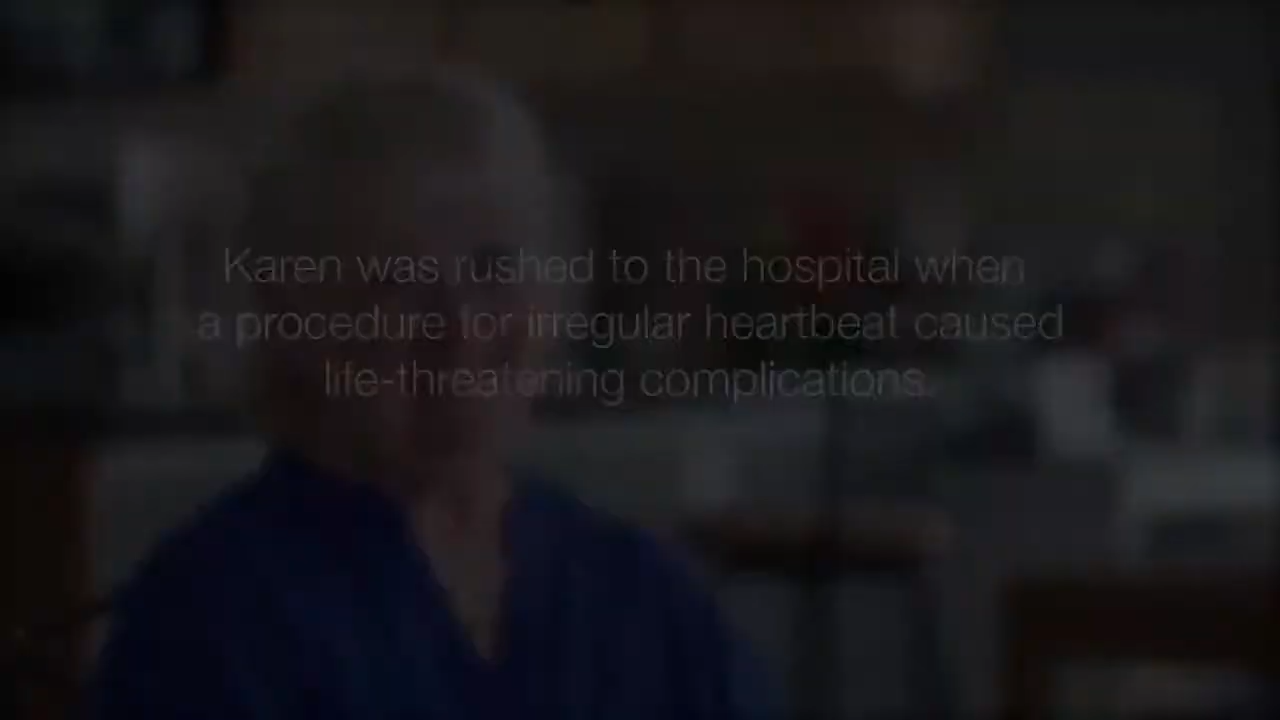 Karen was rushed to the hospital when
a procedure for irregular heartbeat caused
life-threatening complications.